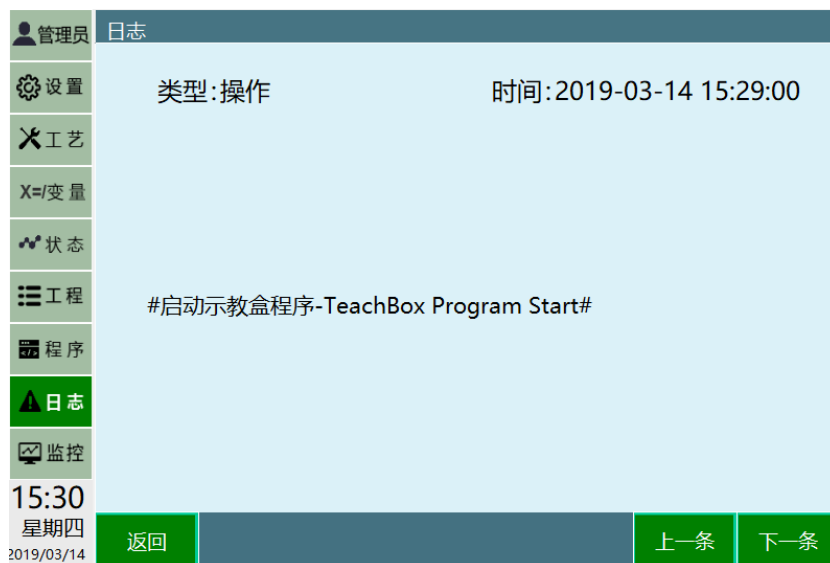 管理员
设置
工艺
X=/变量
状态
工程
程序
日志
监控
15:30
星期四
2019/03/14
日志
类型:操作
时间:2019-03-14 15:29:00
#启动示教盒程序-TeachBox Program Start#
返回
上一条
下一条